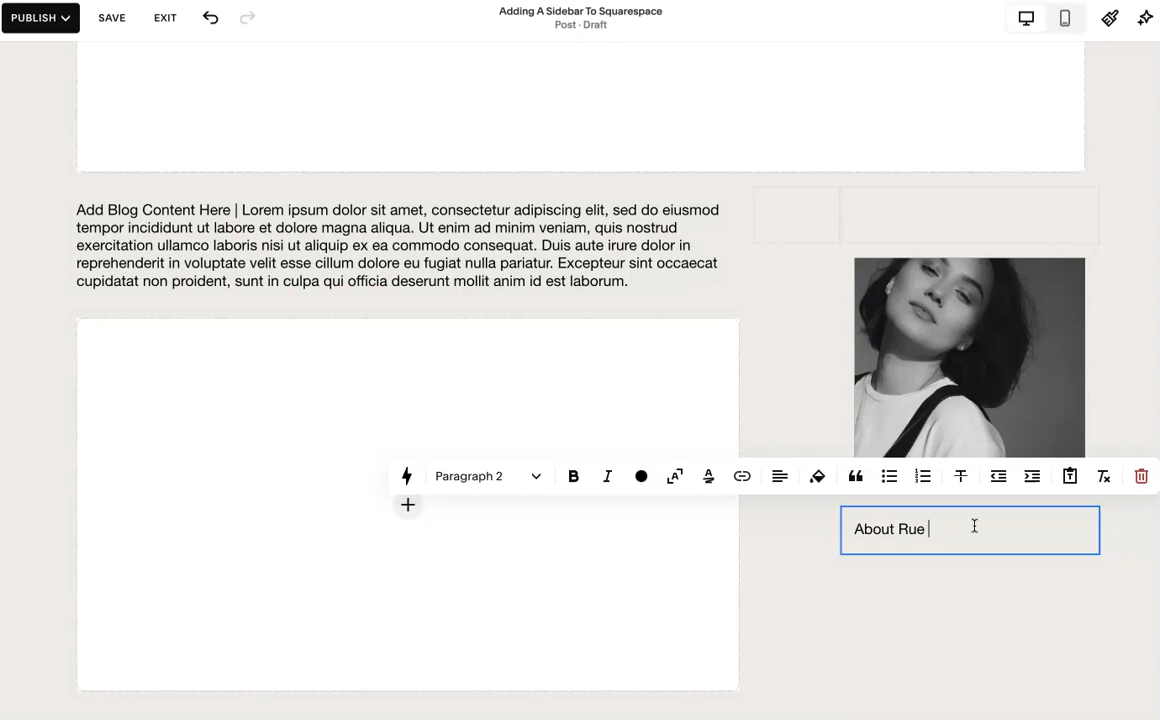 PUBLISH
SAVE
EXIT
Adding A Sidebar To Squarespace
Post · Draft
Add Blog Content Here | Lorem ipsum dolor sit amet, consectetur adipiscing elit, sed do eiusmod
tempor incididunt ut labore et dolore magna aliqua. Ut enim ad minim veniam, quis nostrud
exercitation ullamco laboris nisi ut aliquip ex ea commodo consequat. Duis aute irure dolor in
reprehenderit in voluptate velit esse cillum dolore eu fugiat nulla pariatur. Excepteur sint occaecat
cupidatat non proident, sunt in culpa qui officia deserunt mollit anim id est laborum.
Paragraph 2
About Rue